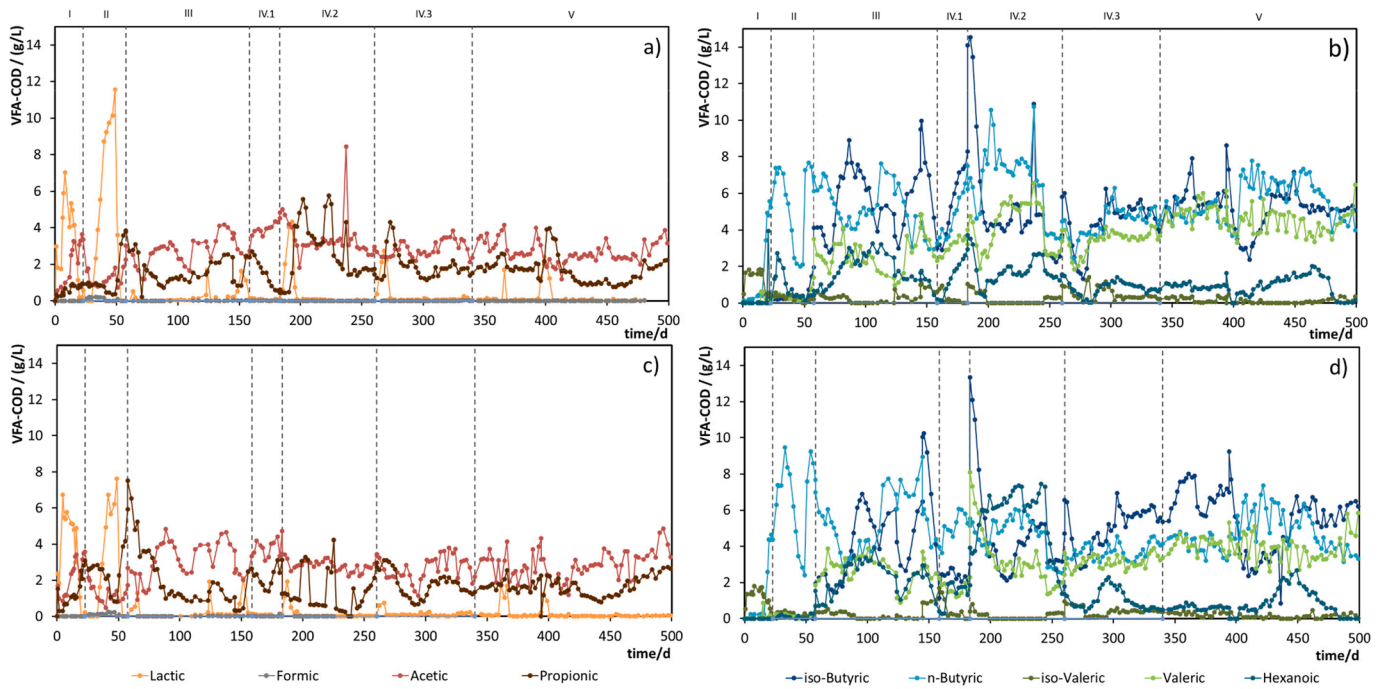 I II III IV.1 IV.2 IV.3 V
a)
VFA-COD / (g/L)
14
12
10
8
6
4
2
0
0 50 100 150 200 250 300 350 400 450 500
time/d
I II III IV.1 IV.2 IV.3 V
b)
VFA-COD / (g/L)
14
12
10
8
6
4
2
0
0 50 100 150 200 250 300 350 400 450 500
time/d
c)
VFA-COD / (g/L)
14
12
10
8
6
4
2
0
0 50 100 150 200 250 300 350 400 450 500
time/d
d)
VFA-COD / (g/L)
14
12
10
8
6
4
2
0
0 50 100 150 200 250 300 350 400 450 500
time/d
Lactic Formic Acetic Propionic
iso-Butyric n-Butyric iso-Valeric Valeric Hexanoic